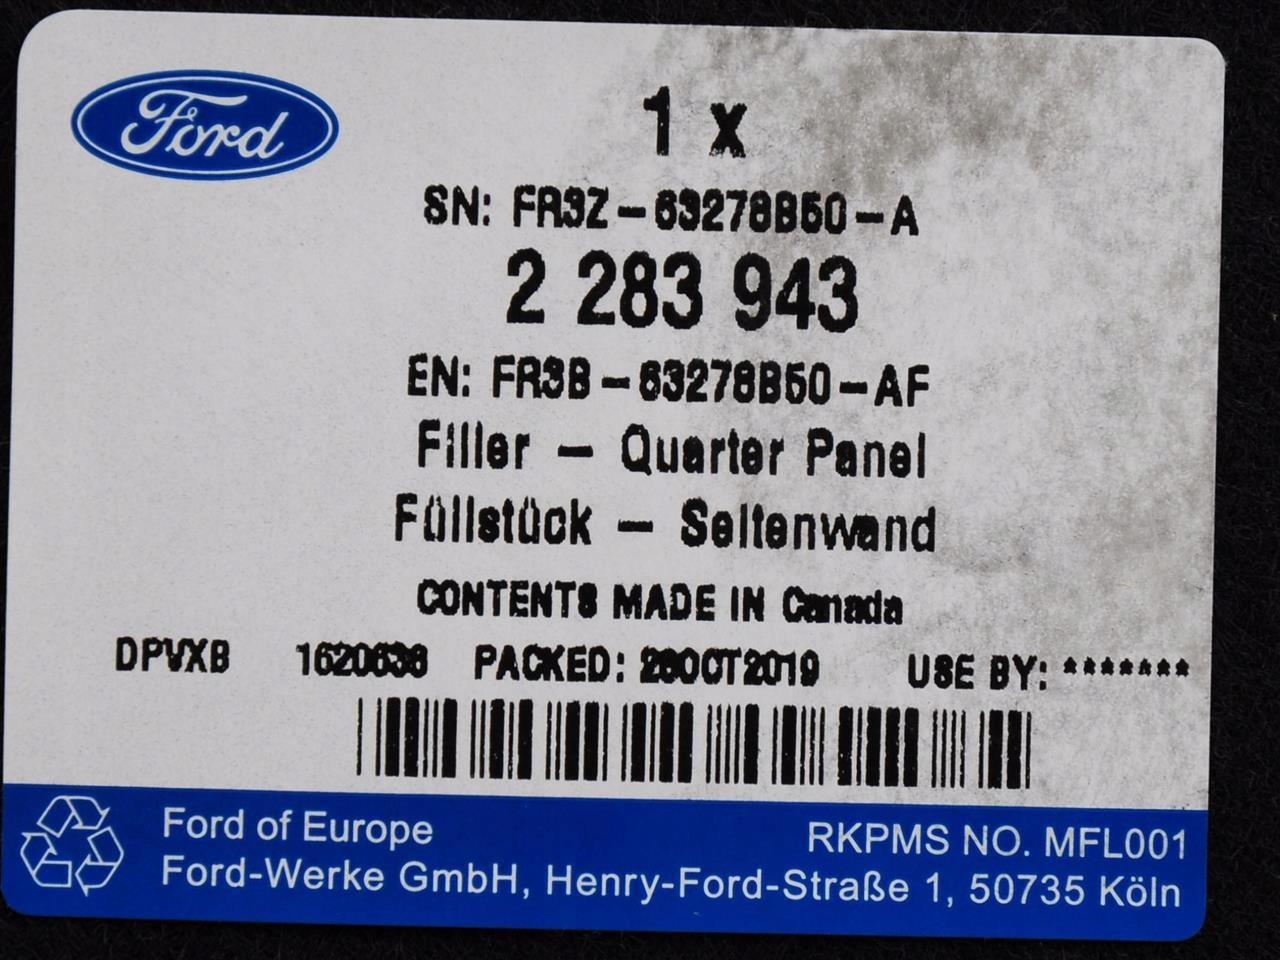 Ford
1 x
SN: FR3Z-63278B50-A
2 283 943
EN: FR3B-63278B50-AF
Filler - Quarter Panel
Füllstück - Seitenwand
CONTENTS MADE IN Canada
DPVXB PACKED: USE BY: *******
Ford of Europe
RKPMS NO. MFL001
Ford-Werke GmbH, Henry-Ford-Straße 1, 50735 Köln